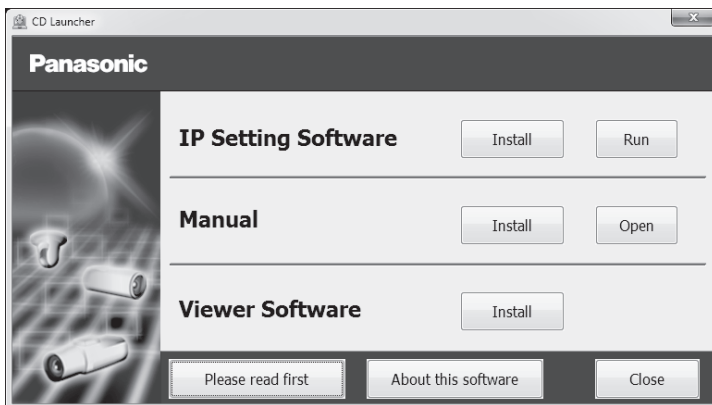 CD Launcher
Panasonic
IP Setting Software Install Run
Manual Install Open
Viewer Software Install
Please read first About this software Close